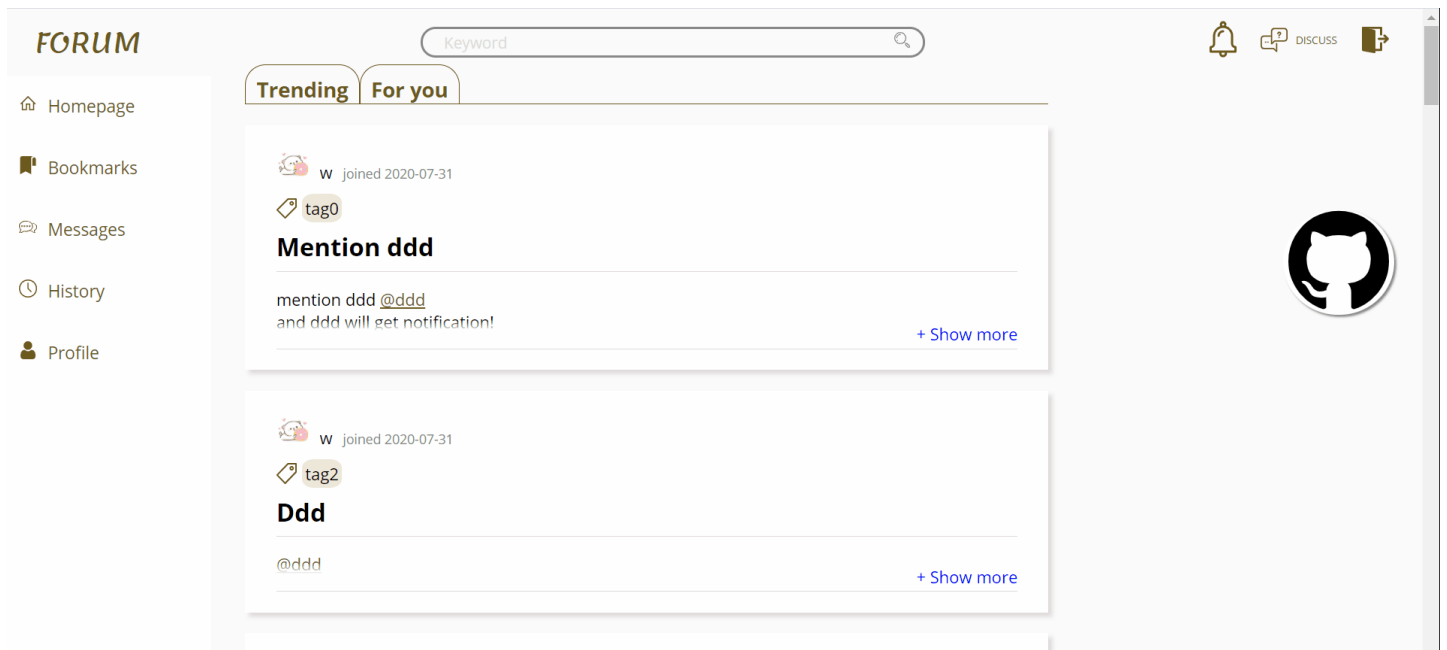 FORUM
Keyword
DISCUSS
Homepage
Bookmarks
Messages
History
Profile
Trending
For you
w joined 2020-07-31
tag0
Mention ddd
mention ddd @ddd
and ddd will get notification!
+ Show more
w joined 2020-07-31
tag2
Ddd
@ddd
+ Show more